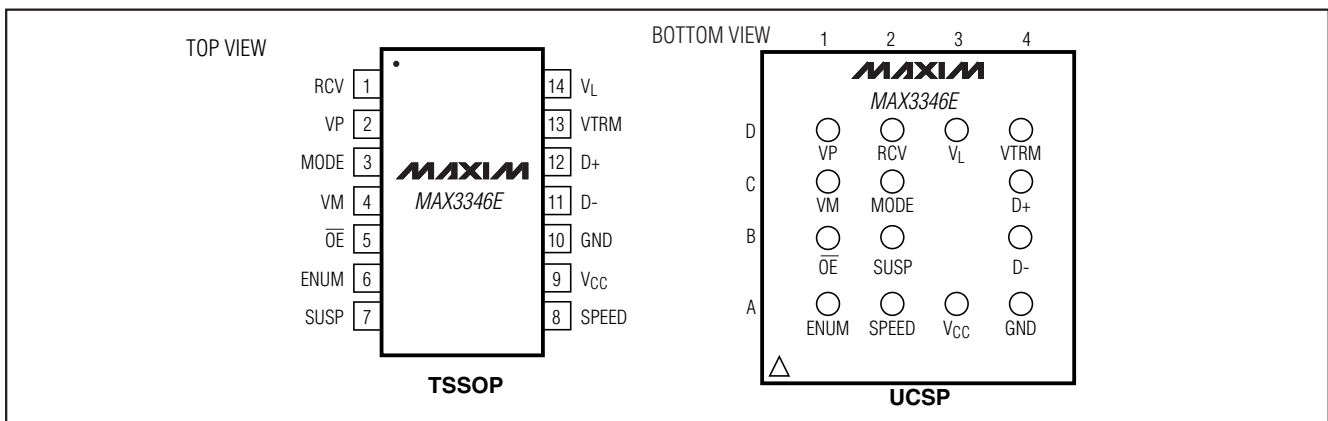 TOP VIEW
RCV 1
VP 2
MODE 3
VM 4
OE 5
ENUM 6
SUSP 7
MAXIM
MAX3346E
14 VL
13 VTRM
12 D+
11 D-
10 GND
9 VCC
8 SPEED
TSSOP
BOTTOM VIEW
1 2 3 4
MAXIM
MAX3346E
D
VP RCV VL VTRM
C
VM MODE D+
B
OE SUSP D-
A
ENUM SPEED VCC GND
UCSP